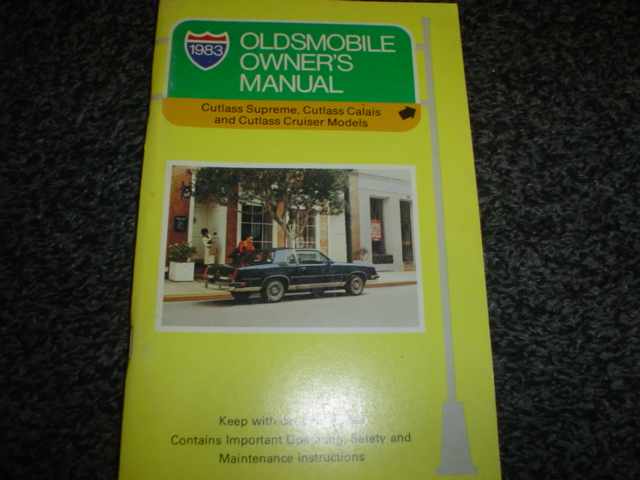 1983
OLDSMOBILE
OWNER'S
MANUAL
Cutlass Supreme, Cutlass Calais
and Cutlass Cruiser Models
Keep with
Contains Important Operating, Safety and
Maintenance Instructions